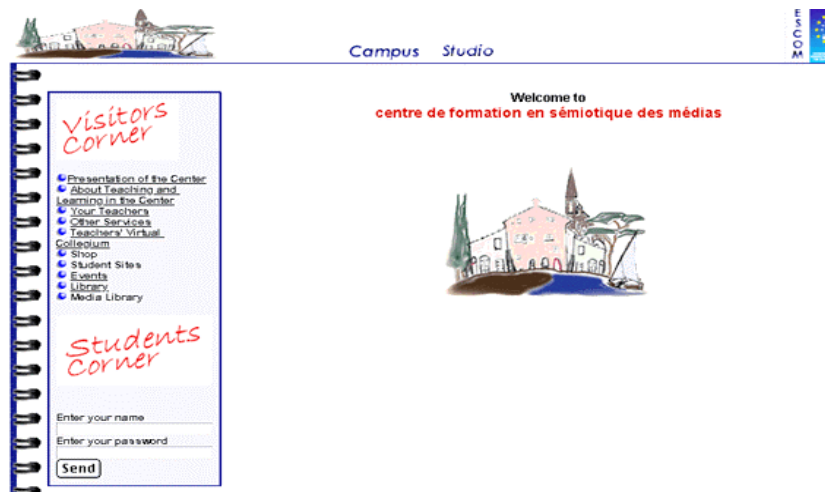 Campus Studio
ESCOM
Welcome to
centre de formation en sémiotique des médias
Visitors
Corner
Presentation of the Center
About Teaching and
Learning in the Center
Your Teachers
Other Services
Teachers' Virtual
Collegium
Shop
Student Sites
Events
Library
Media Library
Students
Corner
Enter your name
Enter your password
Send